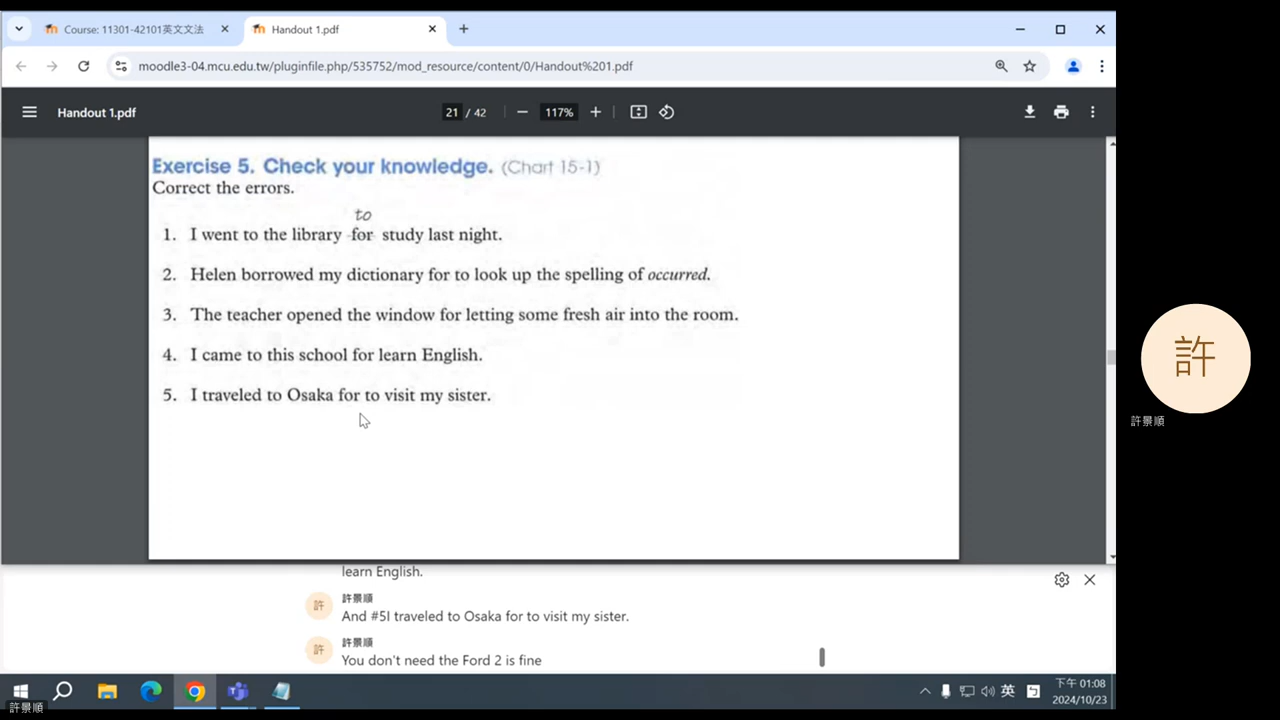 Course: 11301-42101英文文法
Handout 1.pdf
moodle3-04.mcu.edu.tw/pluginfile.php/535752/mod_resource/content/0/Handout%201.pdf
Handout 1.pdf
21 / 42
117%
Exercise 5. Check your knowledge. (Chart 15-1)
Correct the errors.
to
1. I went to the library for study last night.
2. Helen borrowed my dictionary for to look up the spelling of occurred.
3. The teacher opened the window for letting some fresh air into the room.
4. I came to this school for learn English.
5. I traveled to Osaka for to visit my sister.
許
許景順
learn English.
許
許景順
And #5I traveled to Osaka for to visit my sister.
許
許景順
You don't need the Ford 2 is fine
英
下午 01:08
2024/10/23
許景順